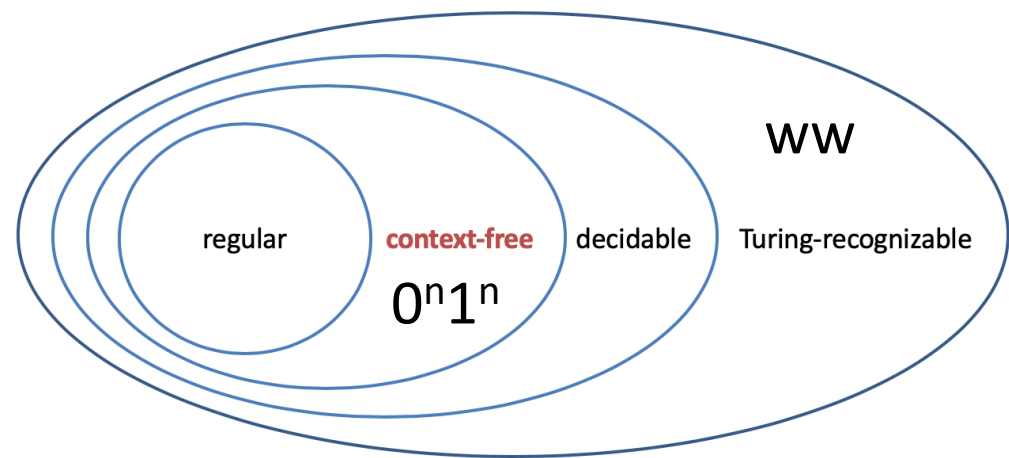 ww
regular context-free decidable Turing-recognizable
0ⁿ1ⁿ